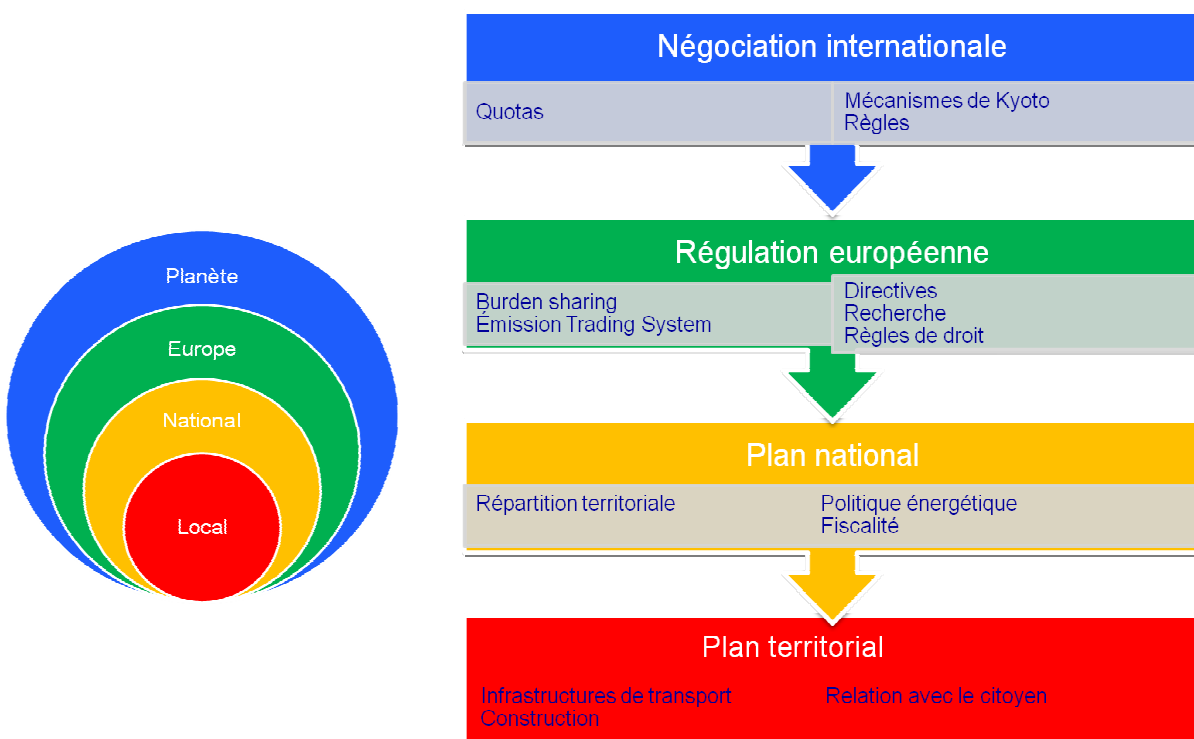 Négociation internationale
Quotas
Mécanismes de Kyoto
Règles
Régulation européenne
Burden sharing
Émission Trading System
Directives
Recherche
Règles de droit
Plan national
Répartition territoriale
Politique énergétique
Fiscalité
Plan territorial
Infrastructures de transport
Construction
Relation avec le citoyen
Planète
Europe
National
Local